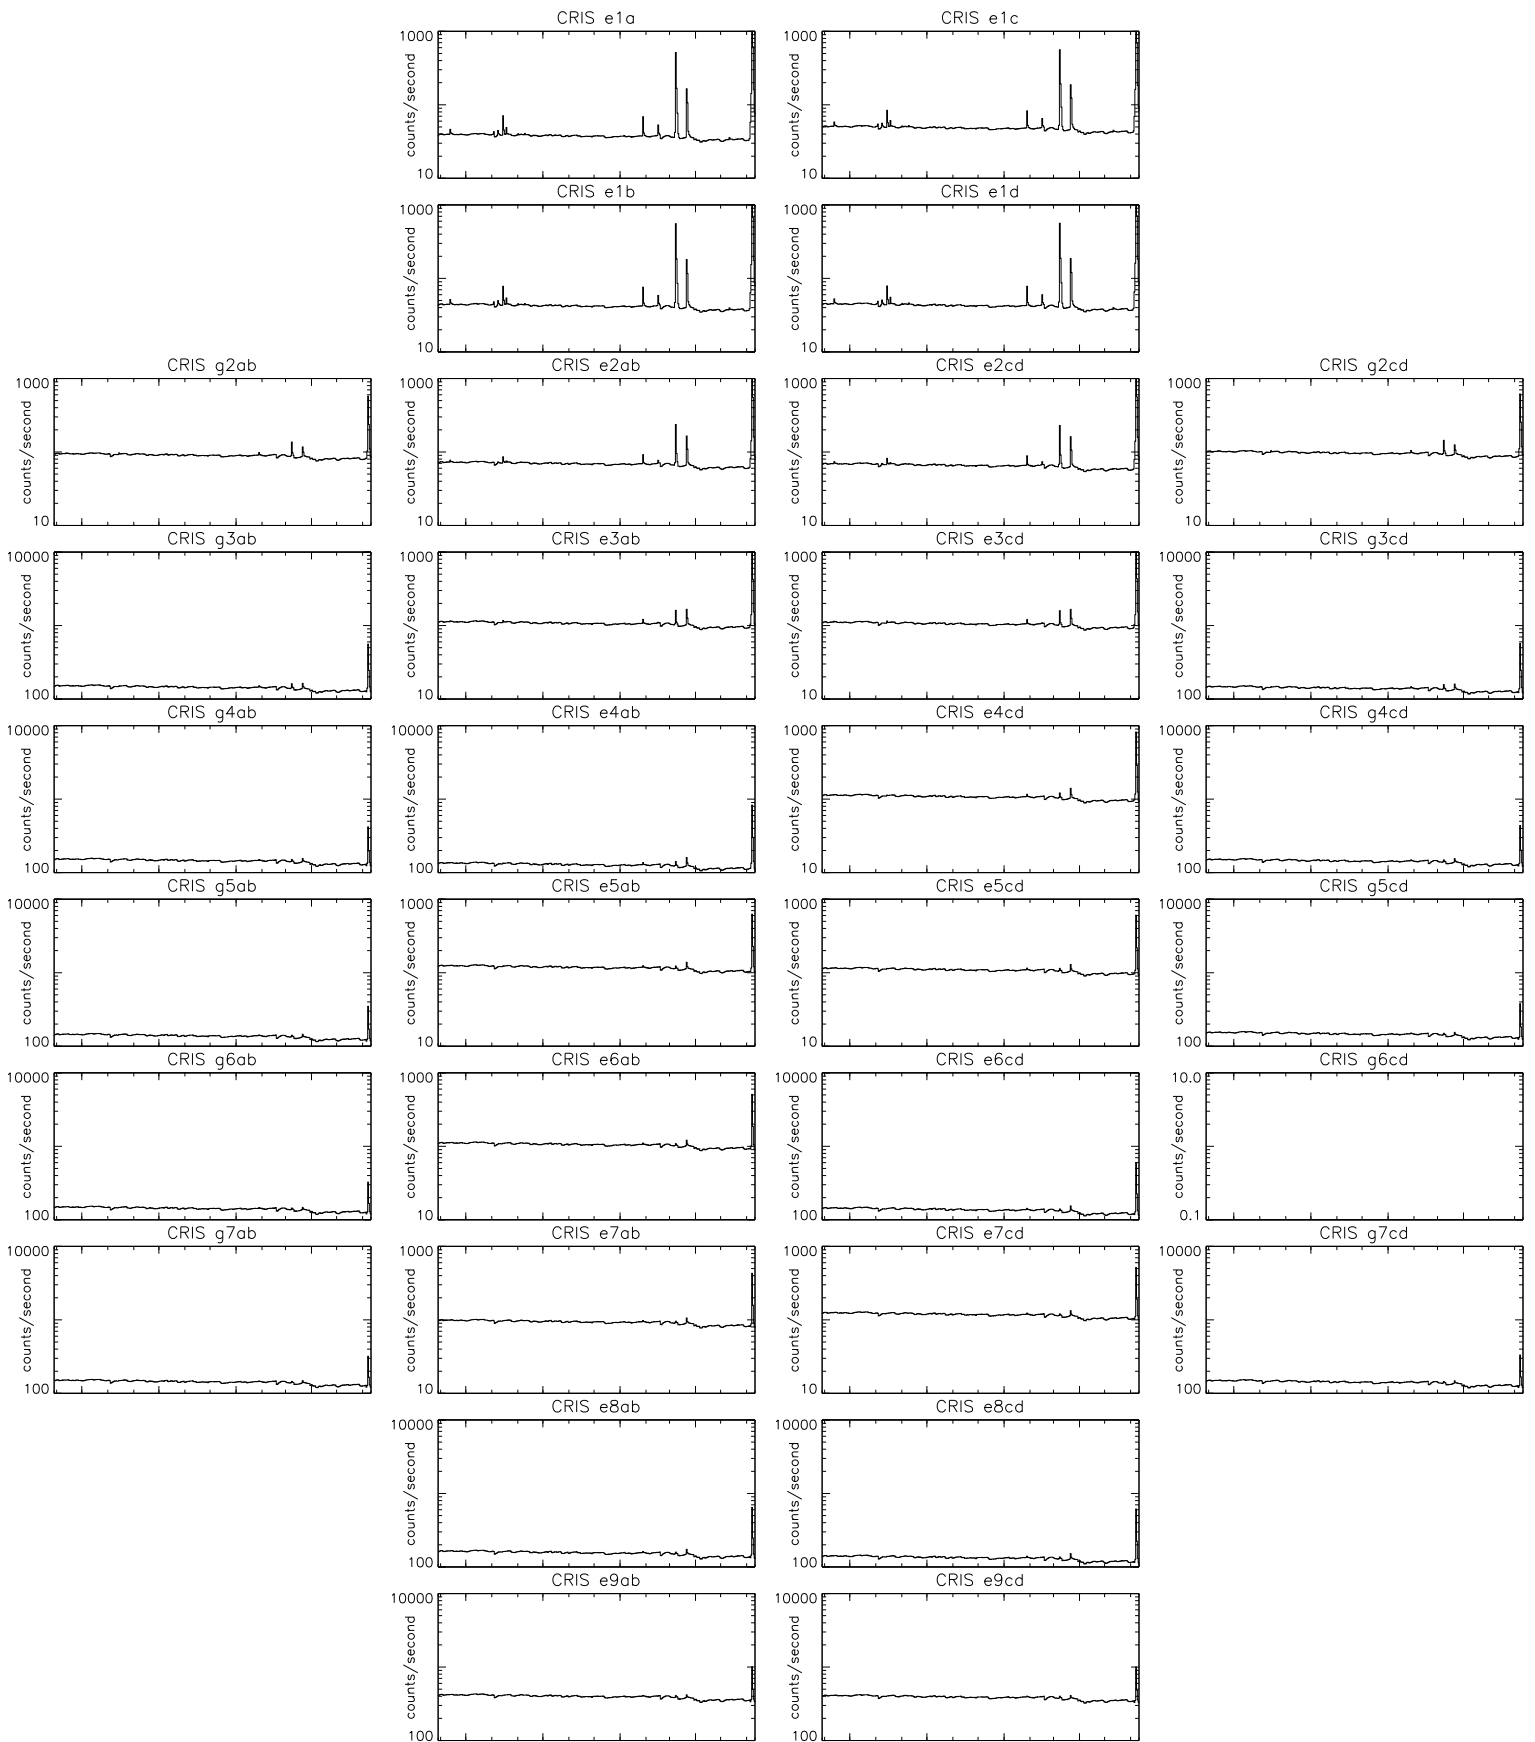 CRIS e1a
1000
counts/second
10
CRIS e1c
1000
counts/second
10
CRIS e1b
1000
counts/second
10
CRIS e1d
1000
counts/second
10
CRIS g2ab
1000
counts/second
10
CRIS e2ab
1000
counts/second
10
CRIS e2cd
1000
counts/second
10
CRIS g2cd
1000
counts/second
10
CRIS g3ab
10000
counts/second
100
CRIS e3ab
1000
counts/second
10
CRIS e3cd
1000
counts/second
10
CRIS g3cd
10000
counts/second
100
CRIS g4ab
10000
counts/second
100
CRIS e4ab
10000
counts/second
100
CRIS e4cd
1000
counts/second
10
CRIS g4cd
10000
counts/second
100
CRIS g5ab
10000
counts/second
100
CRIS e5ab
1000
counts/second
10
CRIS e5cd
1000
counts/second
10
CRIS g5cd
10000
counts/second
100
CRIS g6ab
10000
counts/second
100
CRIS e6ab
1000
counts/second
10
CRIS e6cd
10000
counts/second
100
CRIS g6cd
10.0
counts/second
0.1
CRIS g7ab
10000
counts/second
100
CRIS e7ab
1000
counts/second
10
CRIS e7cd
1000
counts/second
10
CRIS g7cd
10000
counts/second
100
CRIS e8ab
10000
counts/second
100
CRIS e8cd
10000
counts/second
100
CRIS e9ab
10000
counts/second
100
CRIS e9cd
10000
counts/second
100